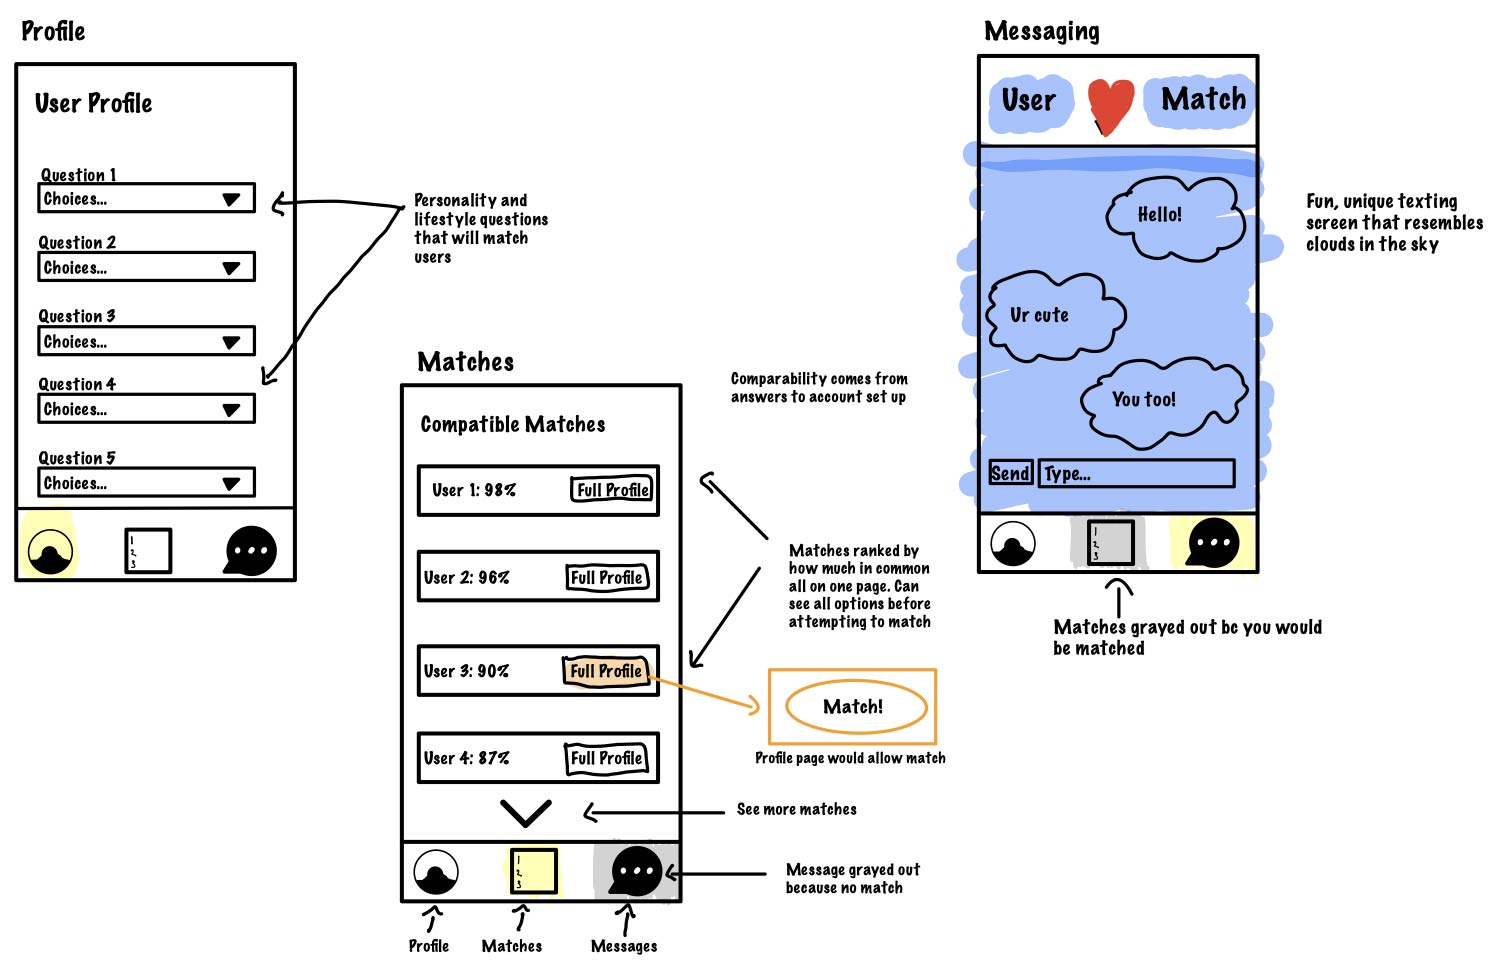 Profile
User Profile
Question 1
Choices...
Question 2
Choices...
Question 3
Choices...
Question 4
Choices...
Question 5
Choices...
1
2.
3
Personality and
lifestyle questions
that will match
users
Matches
Compatible Matches
User 1: 98%
Full Profile
User 2: 96%
Full Profile
User 3: 90%
Full Profile
User 4: 87%
Full Profile
1
2.
3
Profile
Matches
Messages
Comparability comes from
answers to account set up
Matches ranked by
how much in common
all on one page. Can
see all options before
attempting to match
Match!
Profile page would allow match
See more matches
Message grayed out
because no match
Messaging
User
Match
Hello!
Ur cute
You too!
Send
Type...
1
2.
3
Matches grayed out bc you would
be matched
Fun, unique texting
screen that resembles
clouds in the sky